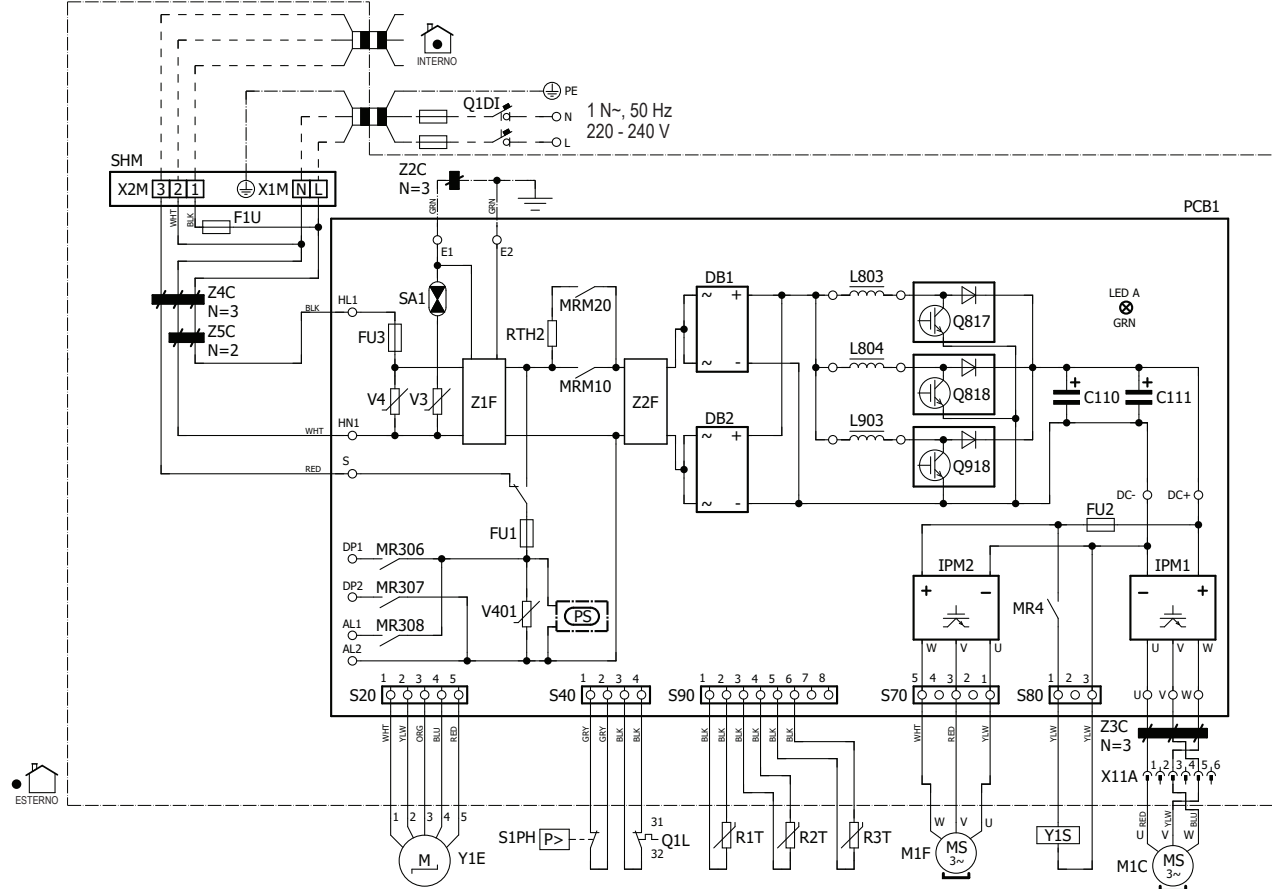 INTERNO
PE
Q1DI
N
L
1 N~, 50 Hz
220 - 240 V
SHM
X2M 3 2 1 X1M N L
WHT
BLK
F1U
Z2C
N=3
GRN
GRN
PCB1
E1
E2
Z4C
N=3
Z5C
N=2
BLK
HL1
FU3
SA1
RTH2
MRM20
MRM10
V4
V3
Z1F
Z2F
WHT
HN1
RED
S
DB1
~ +
~ -
DB2
~ +
~ -
L803
Q817
L804
Q818
L903
Q918
LED A
GRN
+ C110
+ C111
DC-
DC+
FU2
FU1
DP1 MR306
DP2 MR307
AL1 MR308
AL2
V401
PS
IPM2
+ -
W V U
MR4
IPM1
- +
U V W
S20 1 2 3 4 5
S40 1 2 3 4
S90 1 2 3 4 5 6 7 8
S70 5 4 3 2 1
S80 1 2 3
U V W
WHT YLW ORG BLU RED
GRY GRY BLK BLK
BLK BLK BLK BLK BLK BLK
WHT RED YLW
YLW YLW
Z3C
N=3
X11A 1 2 3 4 5 6
ESTERNO
1 2 3 4 5
M
Y1E
S1PH P>
31
Q1L
32
R1T
R2T
R3T
W V U
M1F
MS
3~
Y1S
RED YLW BLU
U V W
M1C
MS
3~